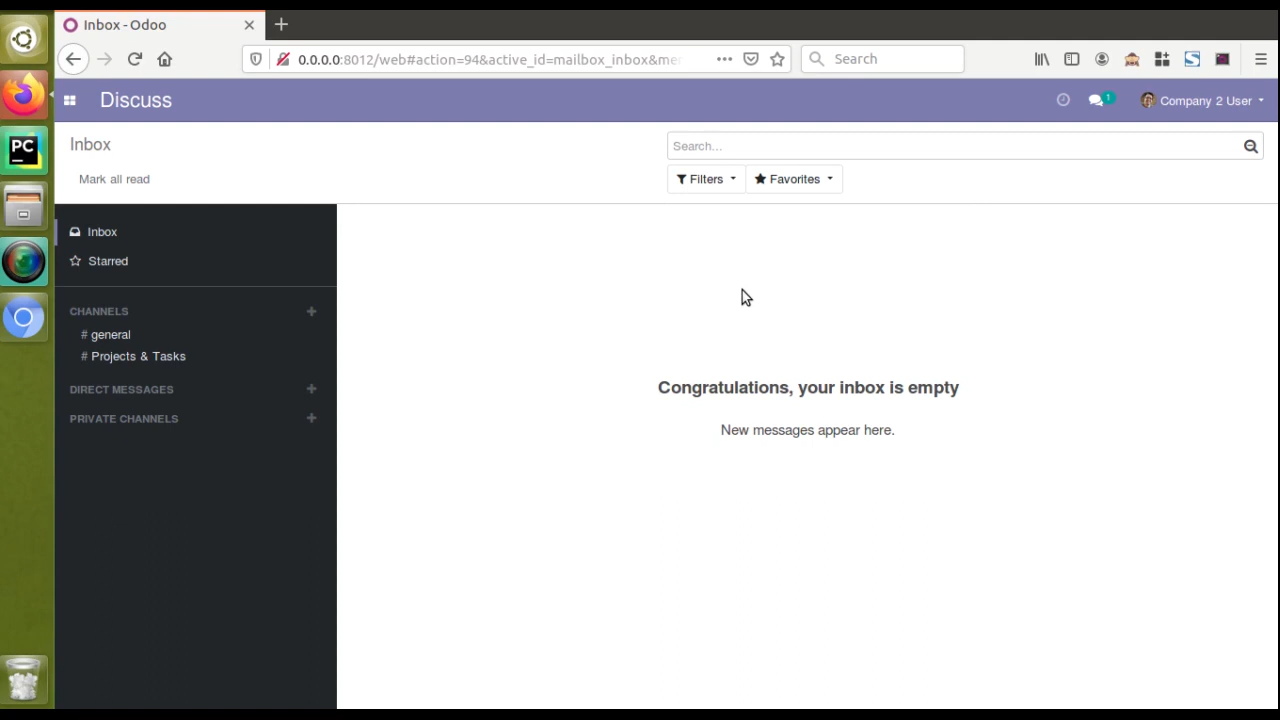 Inbox - Odoo
0.0.0.0:8012/web#action=94&active_id=mailbox_inbox&me
Search
PC
Discuss
1
Company 2 User
Inbox
Search...
Mark all read
Filters
Favorites
Inbox
Starred
CHANNELS
# general
# Projects & Tasks
DIRECT MESSAGES
PRIVATE CHANNELS
Congratulations, your inbox is empty
New messages appear here.